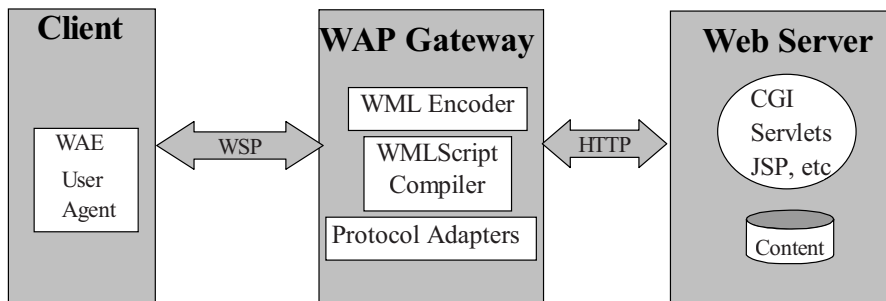 Client
WAE
User
Agent
WSP
WAP Gateway
WML Encoder
WMLScript
Compiler
Protocol Adapters
HTTP
Web Server
CGI
Servlets
JSP, etc
Content